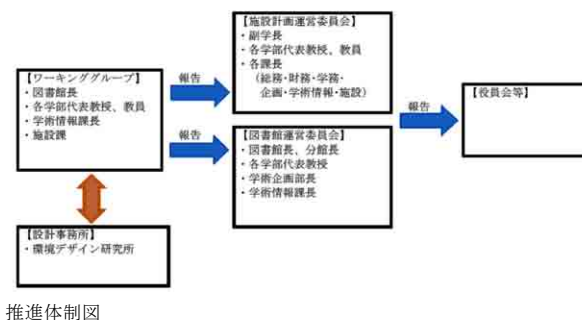 【ワーキンググループ】
・図書館長
・各学部代表教授、教員
・学術情報課長
・施設課
報告
報告
【施設計画運営委員会】
・副学長
・各学部代表教授、教員
・各課長
（総務・財務・学務・
企画・学術情報・施設）
【図書館運営委員会】
・図書館長、分館長
・各学部代表教授
・学術企画部長
・学術情報課長
報告
【役員会等】
【設計事務所】
・環境デザイン研究所
推進体制図